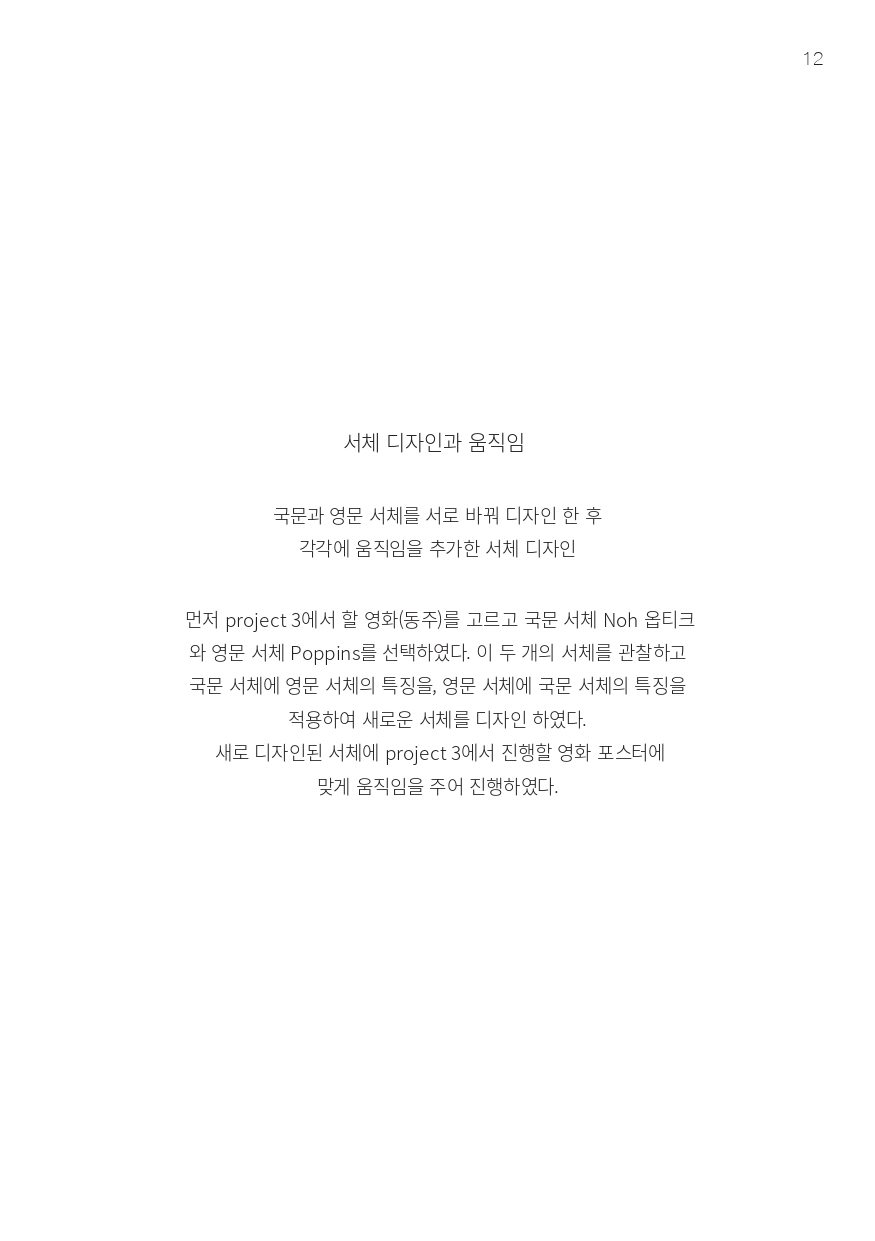 12
서체 디자인과 움직임
국문과 영문 서체를 서로 바꿔 디자인 한 후
각각에 움직임을 추가한 서체 디자인
먼저 project 3에서 할 영화(동주)를 고르고 국문 서체 Noh 옵티크
와 영문 서체 Poppins를 선택하였다. 이 두 개의 서체를 관찰하고
국문 서체에 영문 서체의 특징을, 영문 서체에 국문 서체의 특징을
적용하여 새로운 서체를 디자인 하였다.
새로 디자인된 서체에 project 3에서 진행할 영화 포스터에
맞게 움직임을 주어 진행하였다.